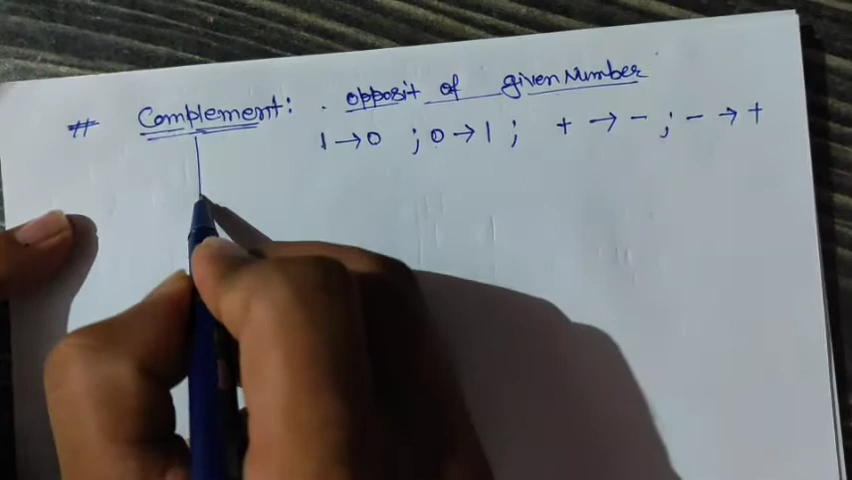 # Complement: . opposit of given Number
1 → 0 ; 0 → 1 ; + → - ; - → +